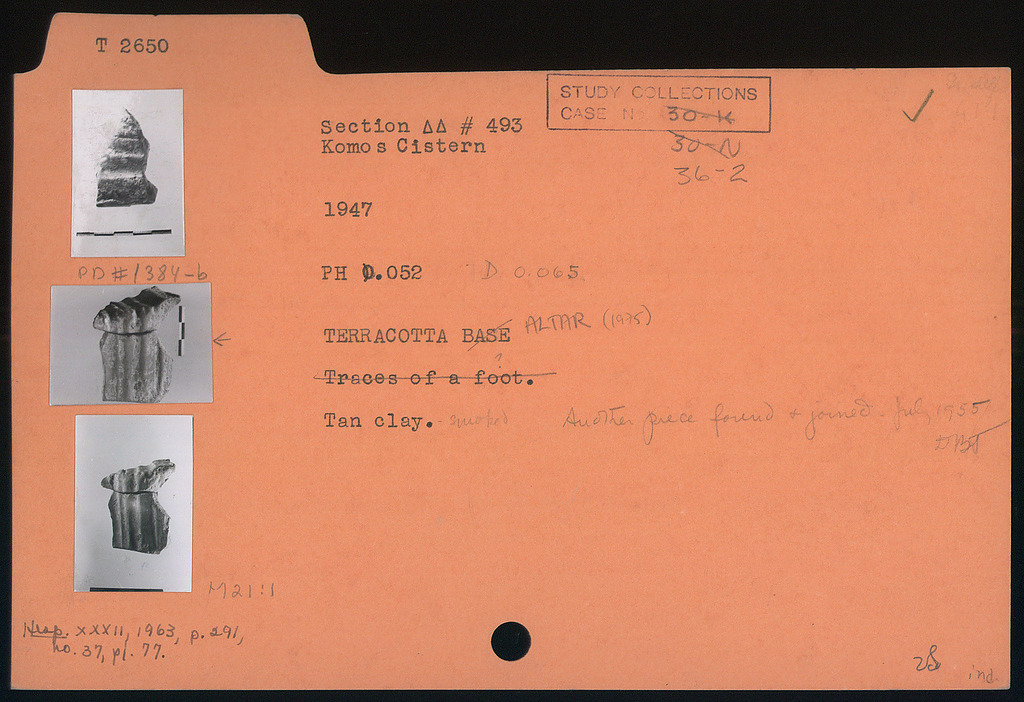 T 2650
STUDY COLLECTIONS
CASE No 30-K
30-N
36-2
Section ΔΔ # 493
Komos Cistern
1947
PD#1384-b
PH 0.052 D. 0.065
TERRACOTTA BASE ALTAR (1975)
?
Traces of a foot.
Tan clay. - smoked Another piece found & joined - July 1955
DBT
M21:1
Hesp. XXXII, 1963, p. 291,
no. 37, pl. 77.
ind.